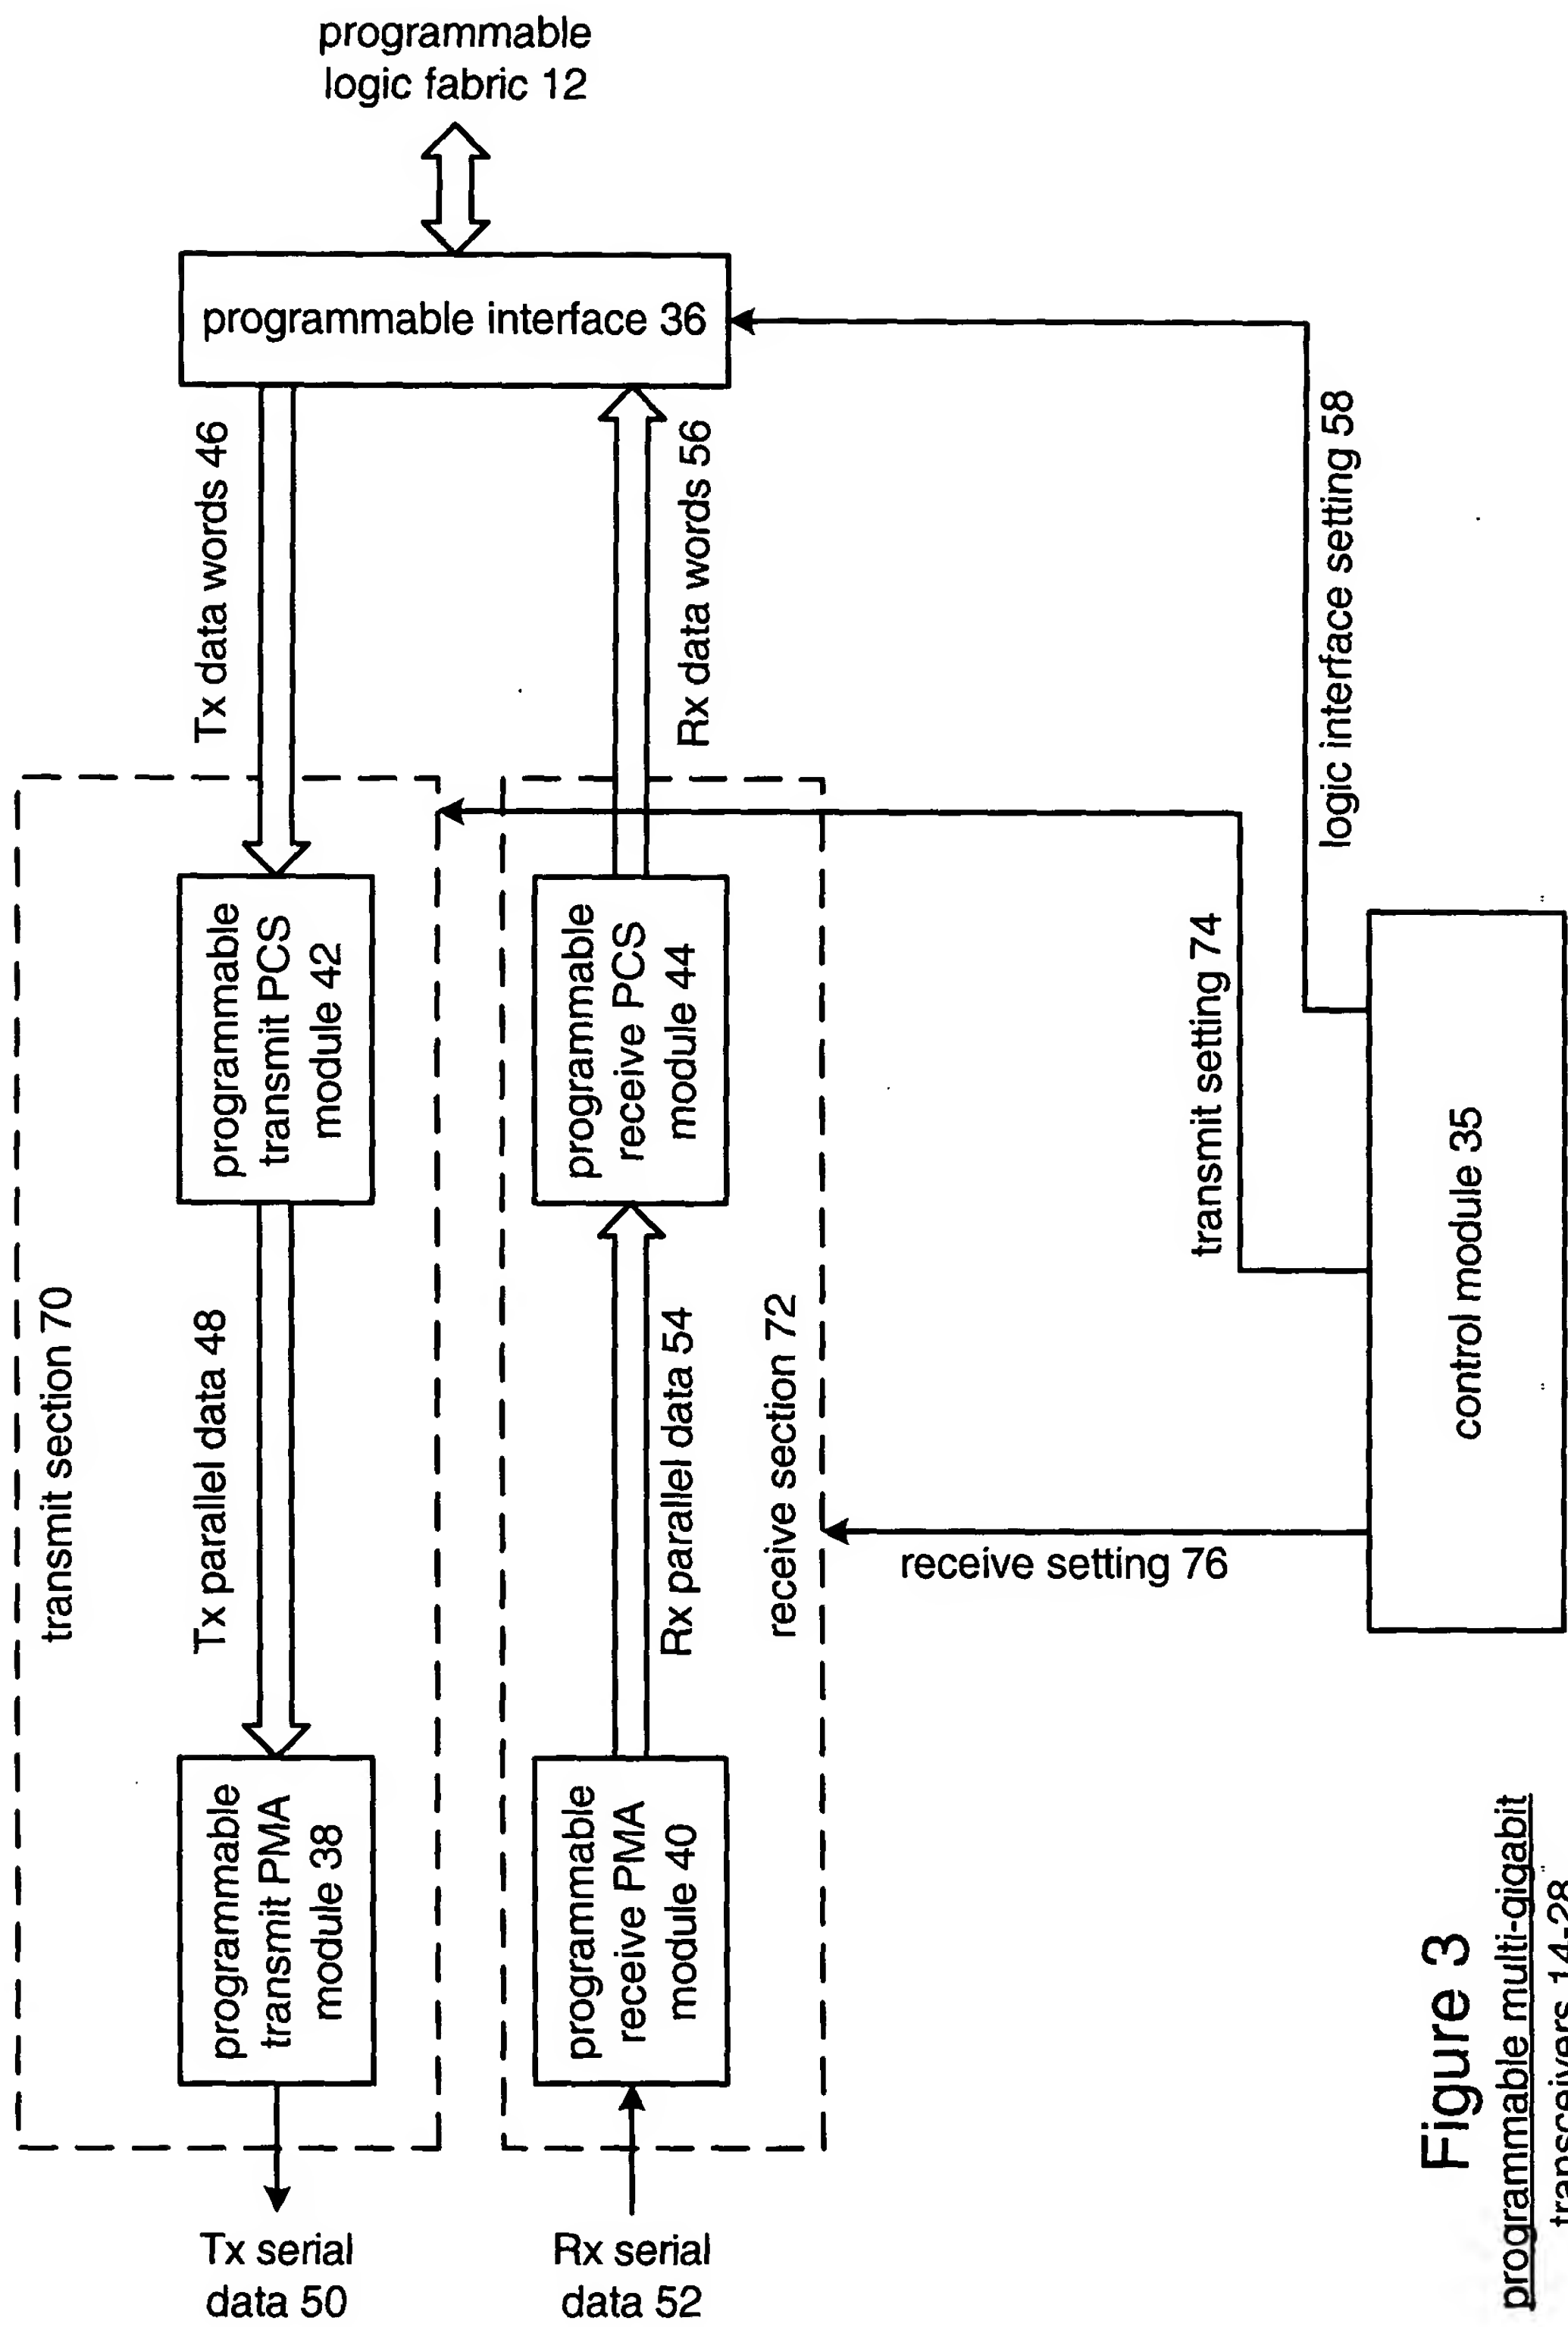 programmable
logic fabric 12
programmable interface 36
Tx data words 46
Rx data words 56
logic interface setting 58
programmable
transmit PCS
module 42
programmable
receive PCS
module 44
transmit setting 74
transmit section 70
Tx parallel data 48
Rx parallel data 54
receive section 72
receive setting 76
control module 35
programmable
transmit PMA
module 38
programmable
receive PMA
module 40
Tx serial
data 50
Rx serial
data 52
Figure 3
programmable multi-gigabit
transceivers 14-28